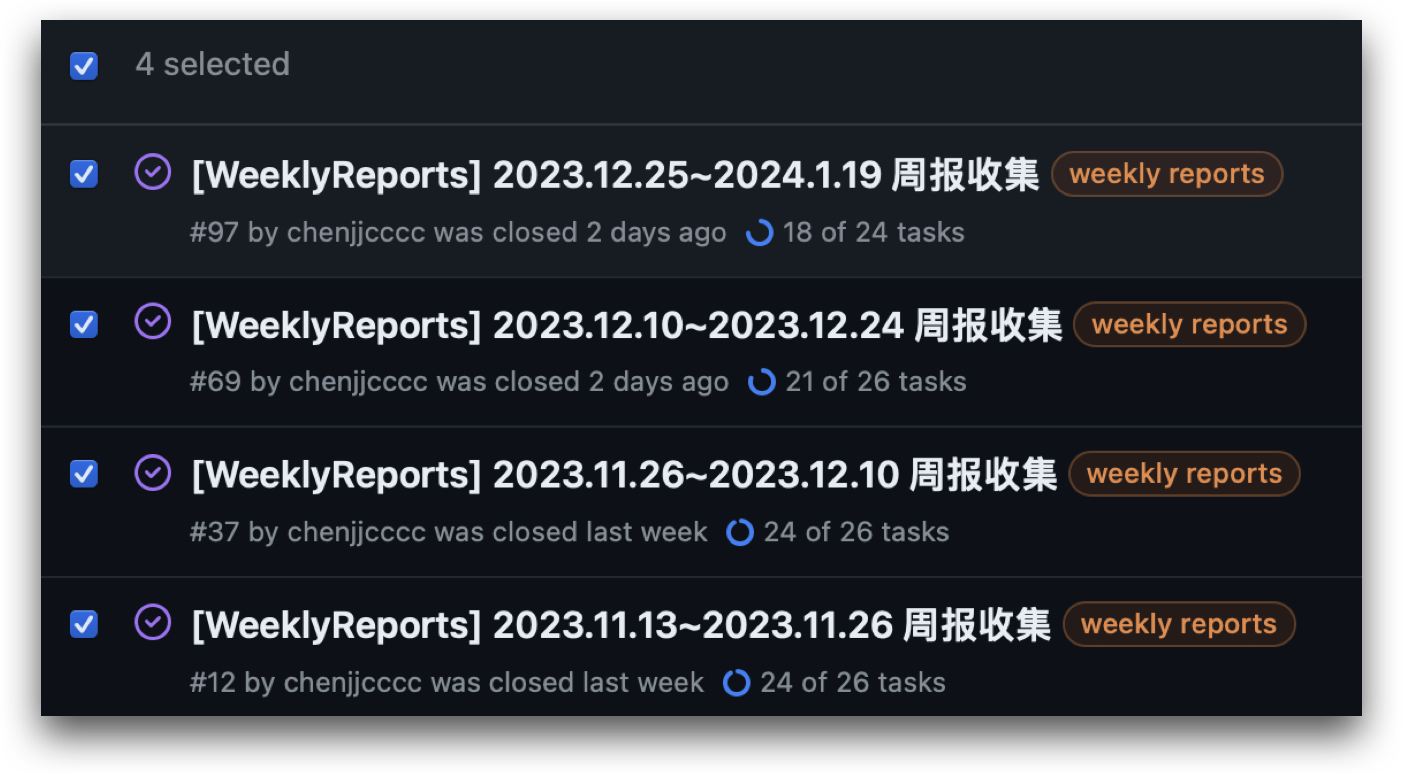 4 selected
[WeeklyReports] 2023.12.25~2024.1.19 周报收集 weekly reports
#97 by chenjjcccc was closed 2 days ago 18 of 24 tasks
[WeeklyReports] 2023.12.10~2023.12.24 周报收集 weekly reports
#69 by chenjjcccc was closed 2 days ago 21 of 26 tasks
[WeeklyReports] 2023.11.26~2023.12.10 周报收集 weekly reports
#37 by chenjjcccc was closed last week 24 of 26 tasks
[WeeklyReports] 2023.11.13~2023.11.26 周报收集 weekly reports
#12 by chenjjcccc was closed last week 24 of 26 tasks